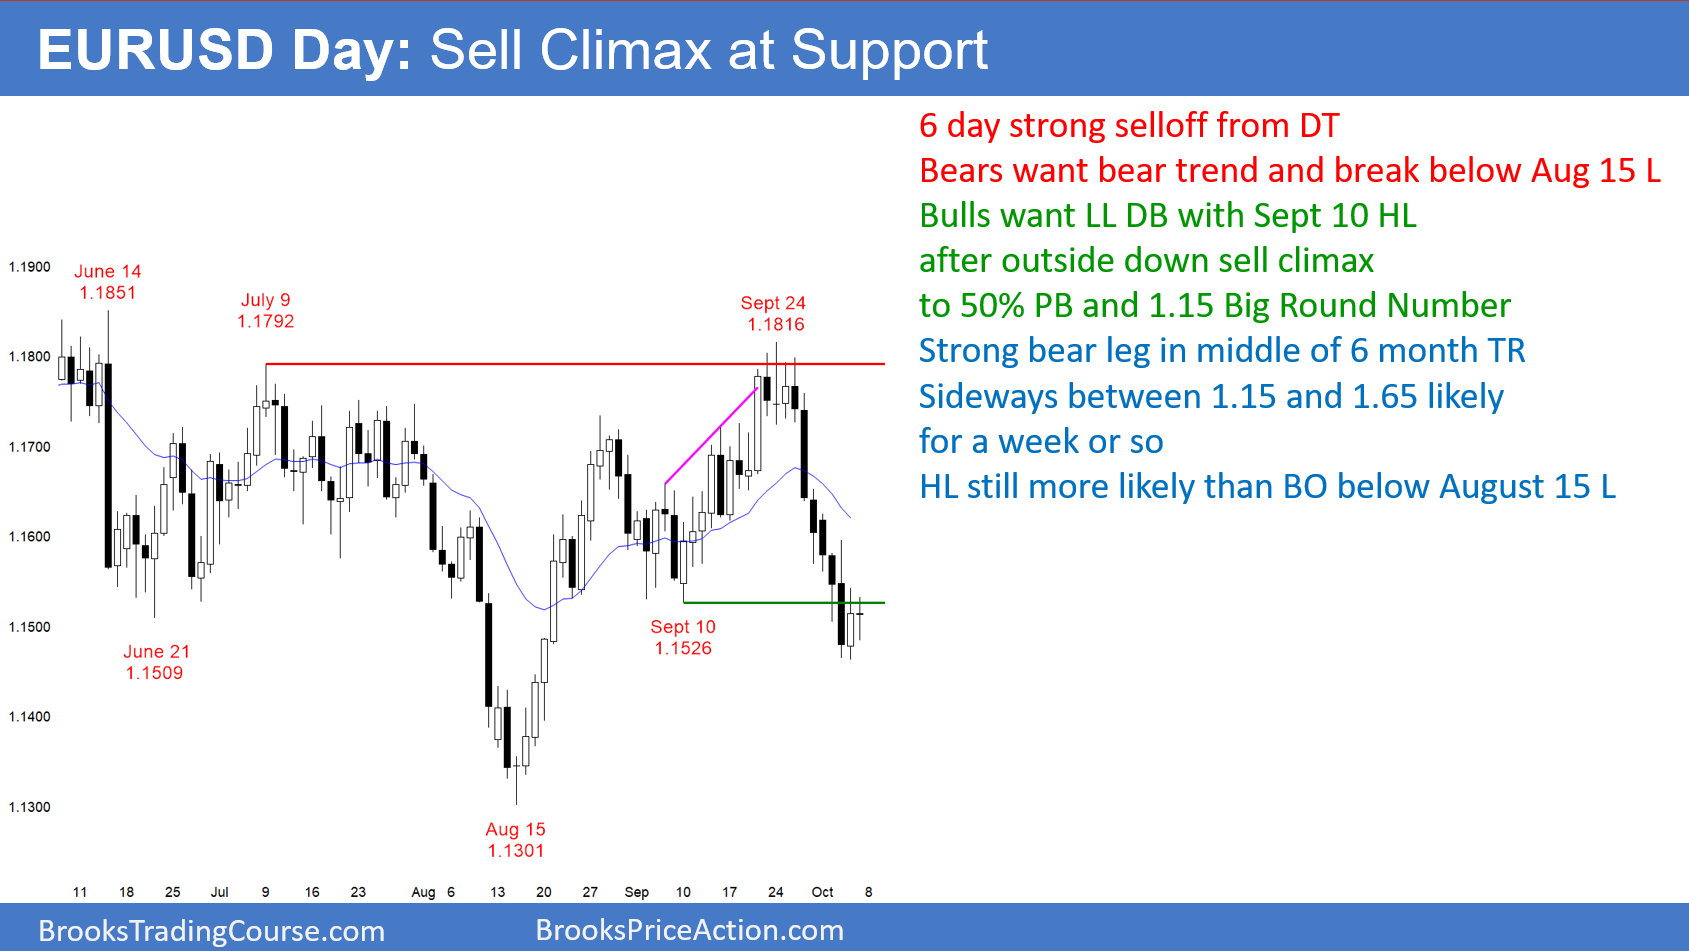 EURUSD Day: Sell Climax at Support
6 day strong selloff from DT
Bears want bear trend and break below Aug 15 L
Bulls want LL DB with Sept 10 HL
after outside down sell climax
to 50% PB and 1.15 Big Round Number
Strong bear leg in middle of 6 month TR
Sideways between 1.15 and 1.65 likely
for a week or so
HL still more likely than BO below August 15 L
1.1900
1.1800
1.1700
1.1600
1.1500
1.1400
1.1300
June 14
1.1851
July 9
1.1792
Sept 24
1.1816
June 21
1.1509
Sept 10
1.1526
Aug 15
1.1301
11 18 25 Jul 9 16 23 Aug 6 13 20 27 Sep 10 17 24 Oct 8
BrooksTradingCourse.com
BrooksPriceAction.com